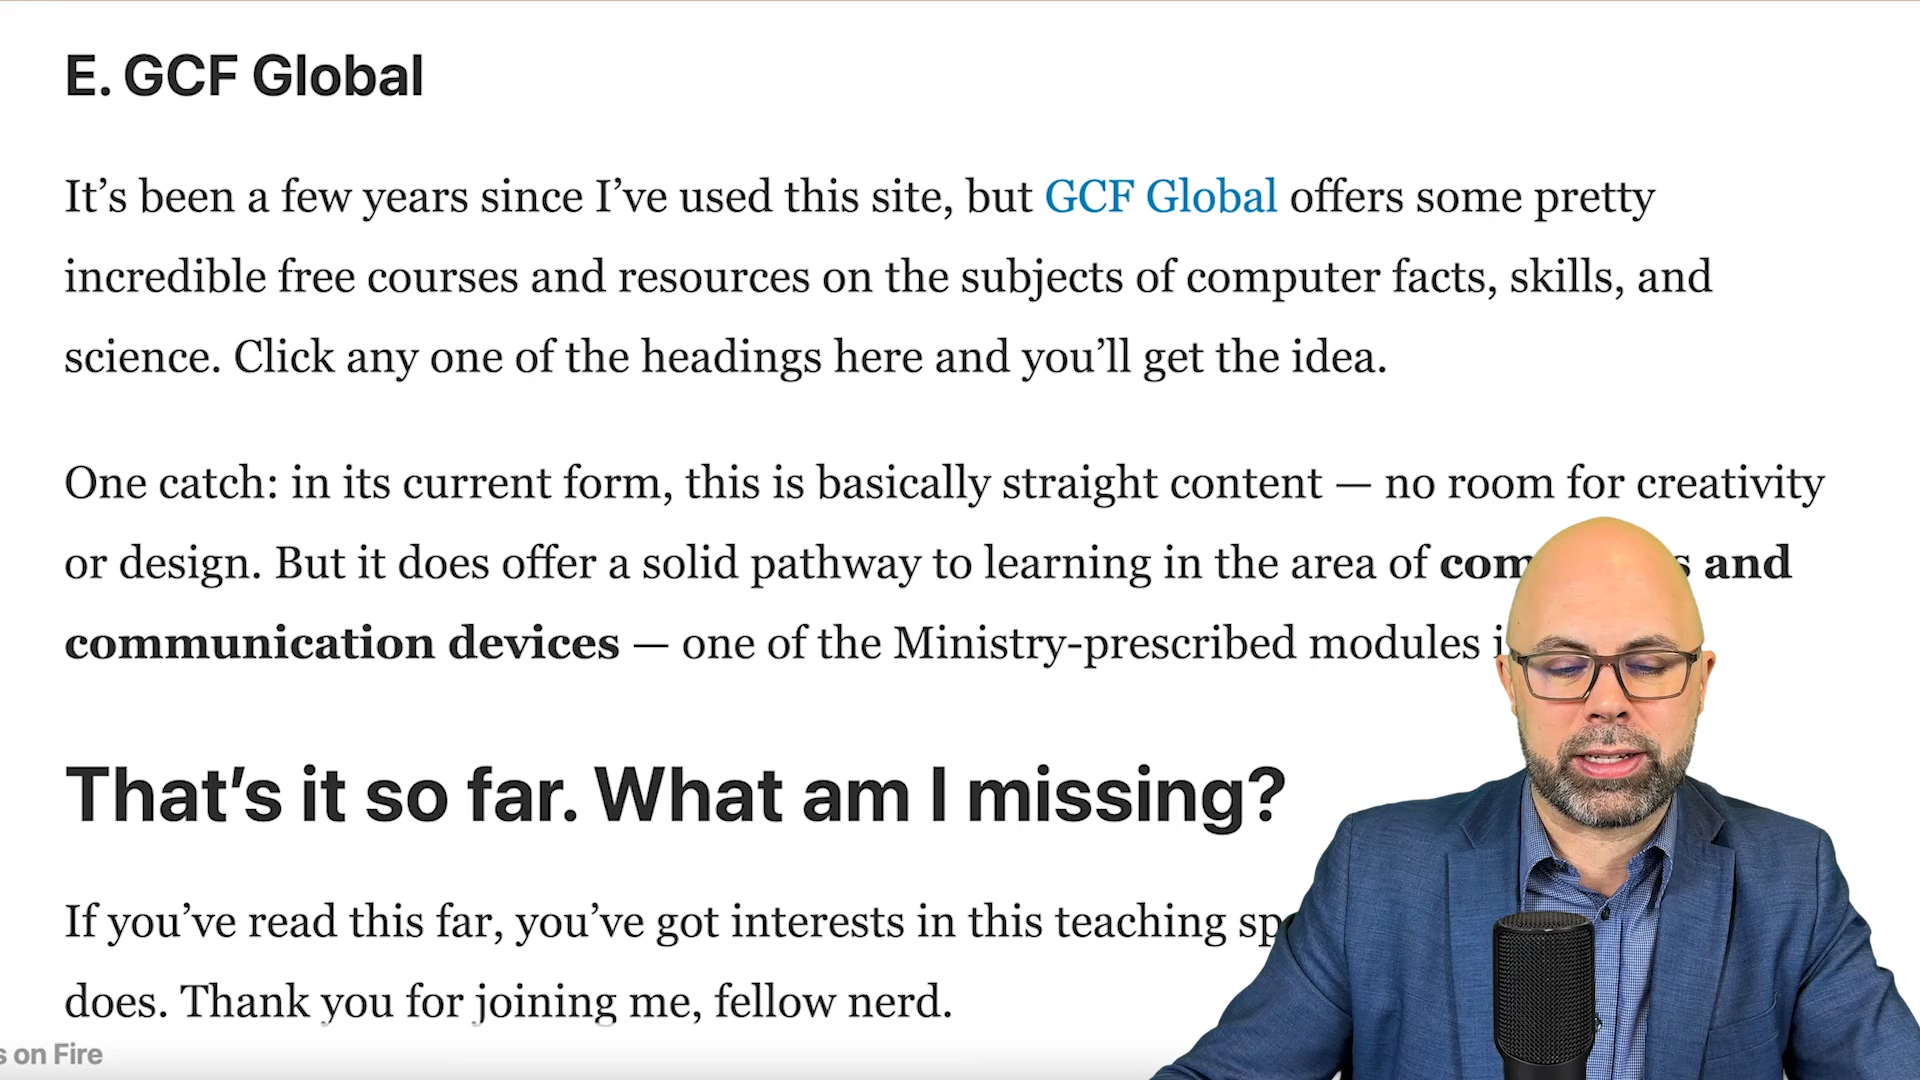 E. GCF Global
It’s been a few years since I’ve used this site, but GCF Global offers some pretty
incredible free courses and resources on the subjects of computer facts, skills, and
science. Click any one of the headings here and you’ll get the idea.
One catch: in its current form, this is basically straight content — no room for creativity
or design. But it does offer a solid pathway to learning in the area of and
communication devices — one of the Ministry-prescribed modules
That’s it so far. What am I missing?
If you’ve read this far, you’ve got interests in this teaching
does. Thank you for joining me, fellow nerd.
on Fire